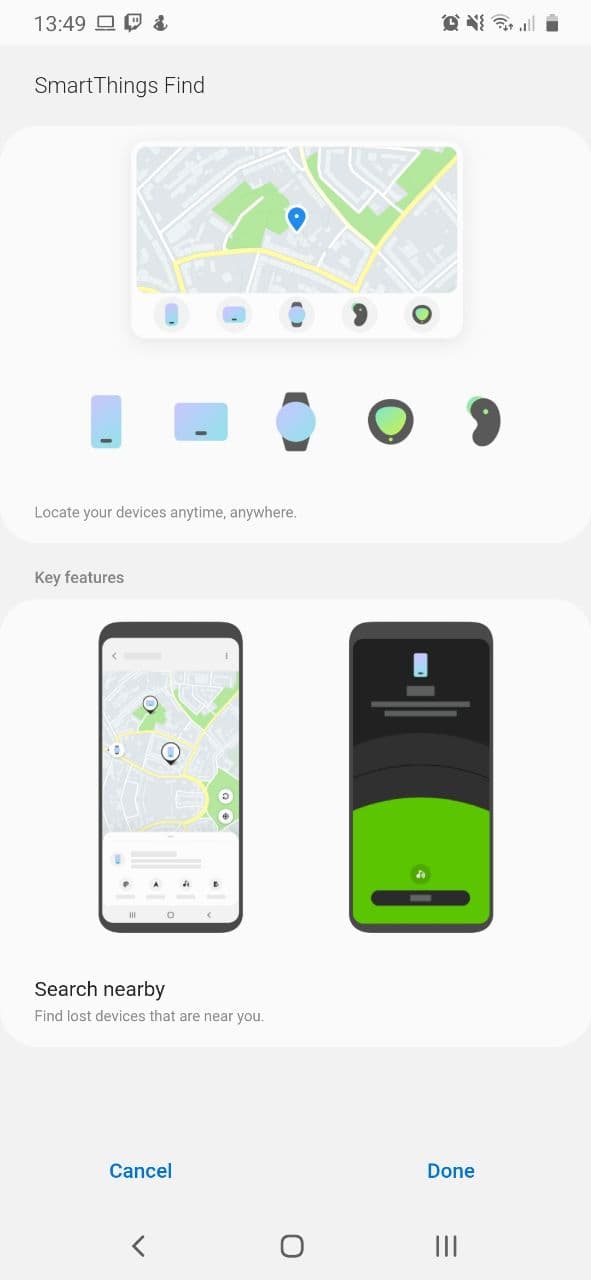 13:49
SmartThings Find
Locate your devices anytime, anywhere.
Key features
Search nearby
Find lost devices that are near you.
Cancel
Done